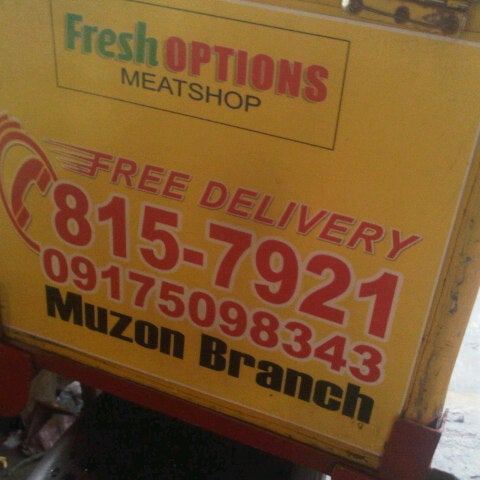 Fresh OPTIONS
MEATSHOP
FREE DELIVERY
815-7921
09175098343
Muzon Branch